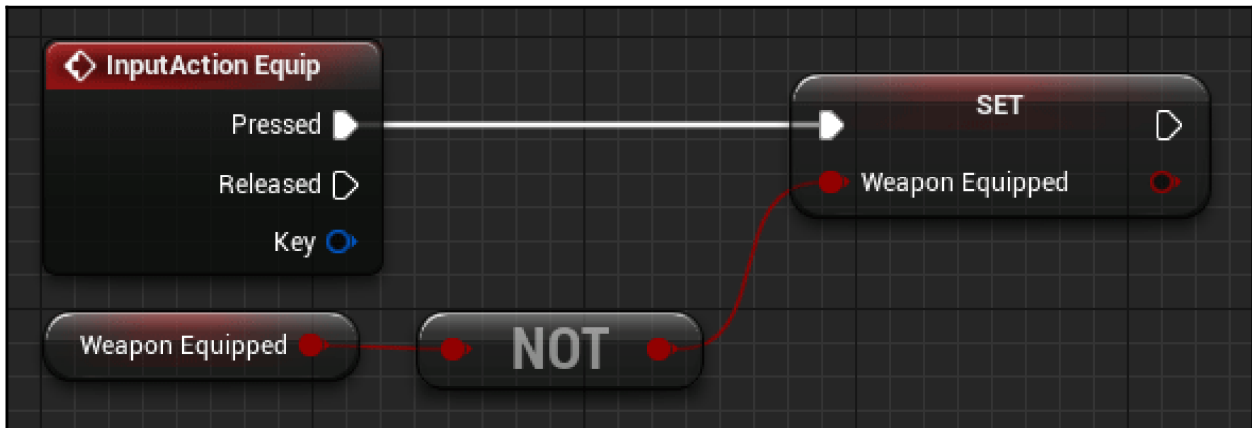 InputAction Equip
Pressed
Released
Key
SET
Weapon Equipped
Weapon Equipped
NOT